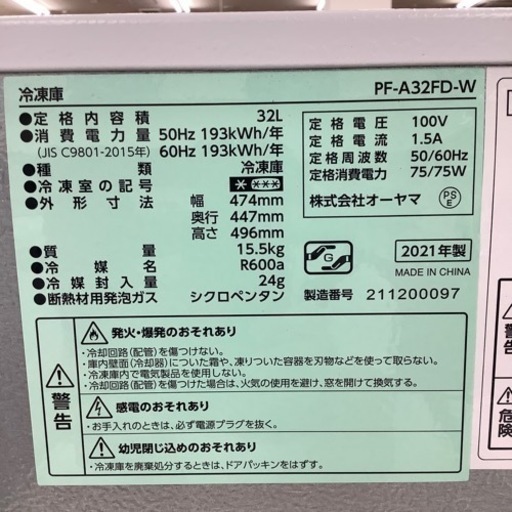 冷凍庫 PF-A32FD-W
●定格内容積 32L
●消費電力量 50Hz 193kWh/年
(JIS C9801-2015年) 60Hz 193kWh/年
●種類 冷凍庫
●冷凍室の記号 ****
●外形寸法 幅 474mm
奥行 447mm
高さ 496mm
●質量 15.5kg
●冷媒名 R600a
●冷媒封入量 24g
●断熱材用発泡ガス シクロペンタン
定格電圧 100V
定格電流 1.5A
定格周波数 50/60Hz
定格消費電力 75/75W
株式会社オーヤマ
PS
E
G
2021年製
MADE IN CHINA
製造番号 211200097
警告
発火・爆発のおそれあり
・冷却回路(配管)を傷つけない。
・庫内壁面(冷却器)についた霜や、凍りついた容器を刃物などを使って取らない。
・冷凍庫内で電気製品を使用しない。
・冷却回路(配管)を傷つけた場合は、火気の使用を避け、窓を開けて換気する。
感電のおそれあり
・お手入れのときは、必ず電源プラグを抜く。
幼児閉じ込めのおそれあり
・冷凍庫を廃棄処分するときは、ドアパッキンをはずす。
危険